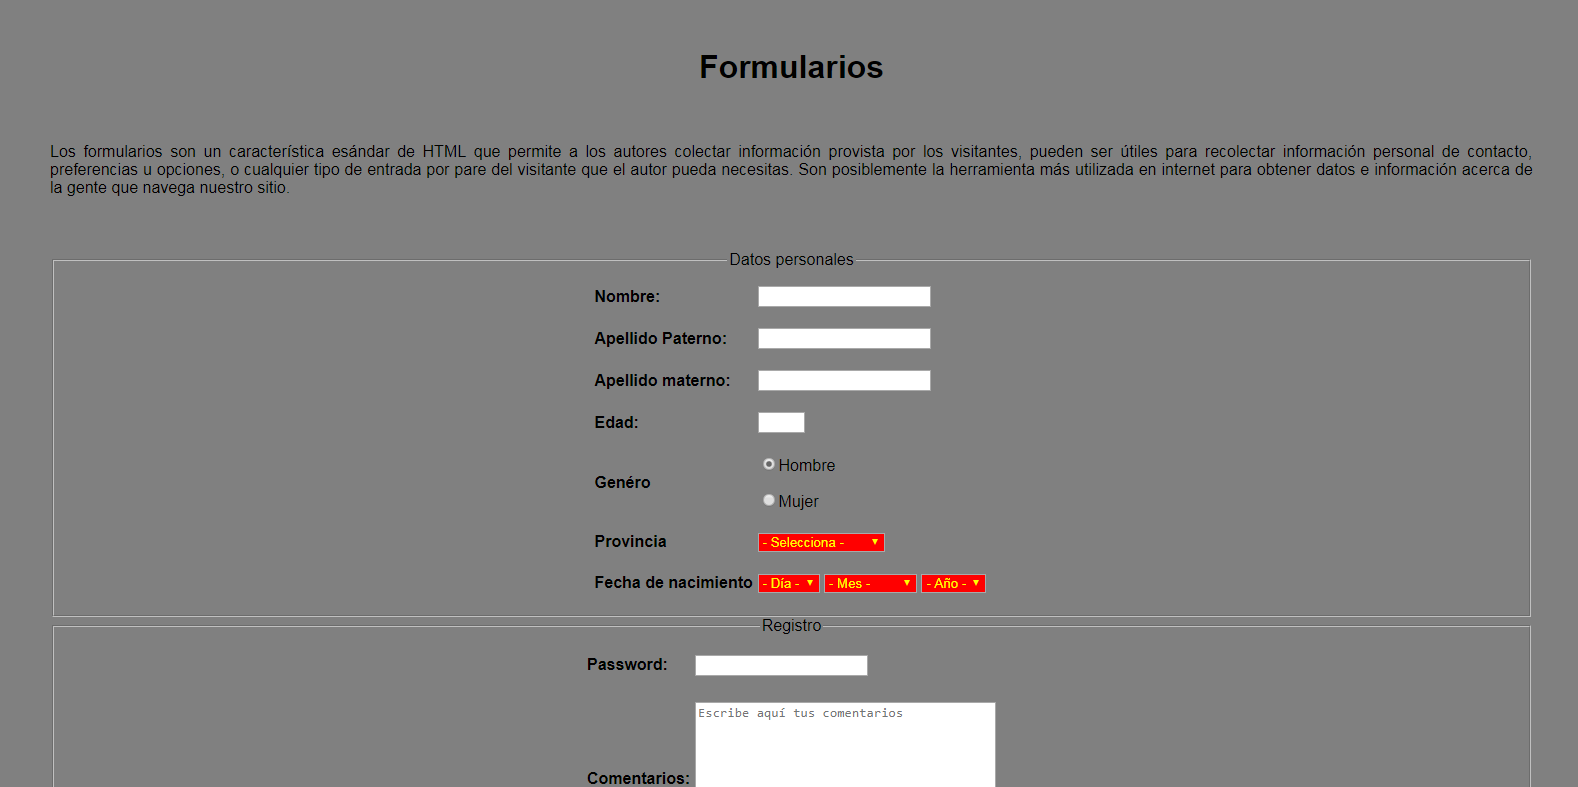 Formularios
Los formularios son un característica esándar de HTML que permite a los autores colectar información provista por los visitantes, pueden ser útiles para recolectar información personal de contacto,
preferencias u opciones, o cualquier tipo de entrada por pare del visitante que el autor pueda necesitas. Son posiblemente la herramienta más utilizada en internet para obtener datos e información acerca de
la gente que navega nuestro sitio.
Datos personales
Nombre:
Apellido Paterno:
Apellido materno:
Edad:
Genéro
Hombre
Mujer
Provincia - Selecciona -
Fecha de nacimiento - Día - - Mes - - Año -
Registro
Password:
Escribe aquí tus comentarios
Comentarios: